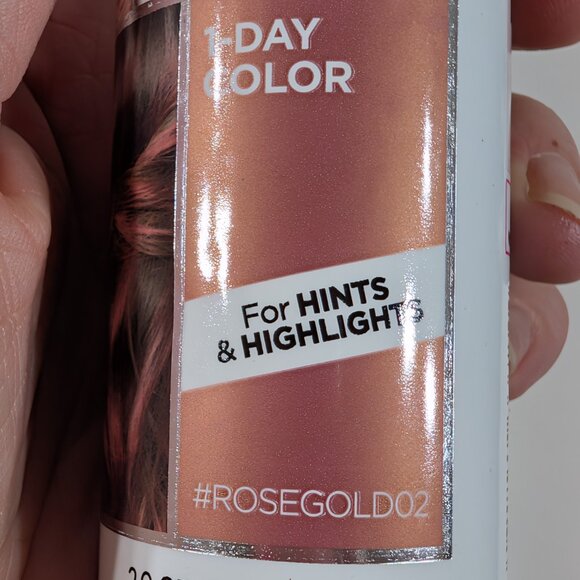 1-DAY
COLOR
For HINTS
& HIGHLIGHTS
#ROSEGOLD02